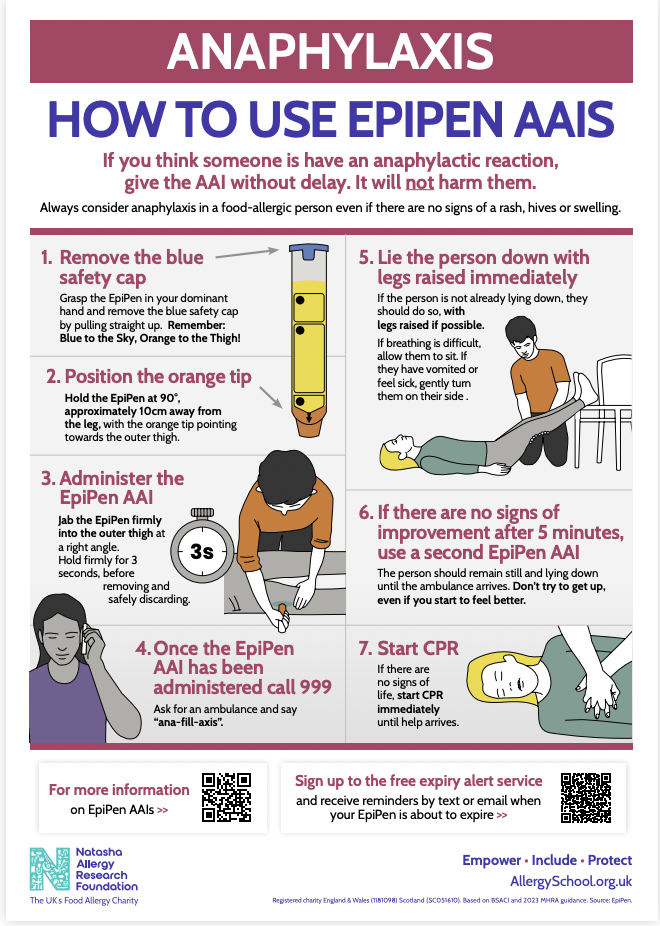 ANAPHYLAXIS
HOW TO USE EPIPEN AAIS
If you think someone is have an anaphylactic reaction,
give the AAI without delay. It will not harm them.
Always consider anaphylaxis in a food-allergic person even if there are no signs of a rash, hives or swelling.
1. Remove the blue
safety cap
Grasp the EpiPen in your dominant
hand and remove the blue safety cap
by pulling straight up. Remember:
Blue to the Sky, Orange to the Thigh!
2. Position the orange tip
Hold the EpiPen at 90°,
approximately 10cm away from
the leg, with the orange tip pointing
towards the outer thigh.
3. Administer the
EpiPen AAI
Jab the EpiPen firmly
into the outer thigh at
a right angle.
Hold firmly for 3
seconds, before
removing and
safely discarding.
3s
4. Once the EpiPen
AAI has been
administered call 999
Ask for an ambulance and say
“ana-fill-axis”.
5. Lie the person down with
legs raised immediately
If the person is not already lying down, they
should do so, with
legs raised if possible.
If breathing is difficult,
allow them to sit. If
they have vomited or
feel sick, gently turn
them on their side .
6. If there are no signs of
improvement after 5 minutes,
use a second EpiPen AAI
The person should remain still and lying down
until the ambulance arrives. Don’t try to get up,
even if you start to feel better.
7. Start CPR
If there are
no signs of
life, start CPR
immediately
until help arrives.
For more information
on EpiPen AAIs >>
Sign up to the free expiry alert service
and receive reminders by text or email when
your EpiPen is about to expire >>
Natasha
Allergy
Research
Foundation
The UK's Food Allergy Charity
Empower • Include • Protect
AllergySchool.org.uk
Registered charity England & Wales (1181098) Scotland (SC051610). Based on BSACI and 2023 MHRA guidance. Source: EpiPen.